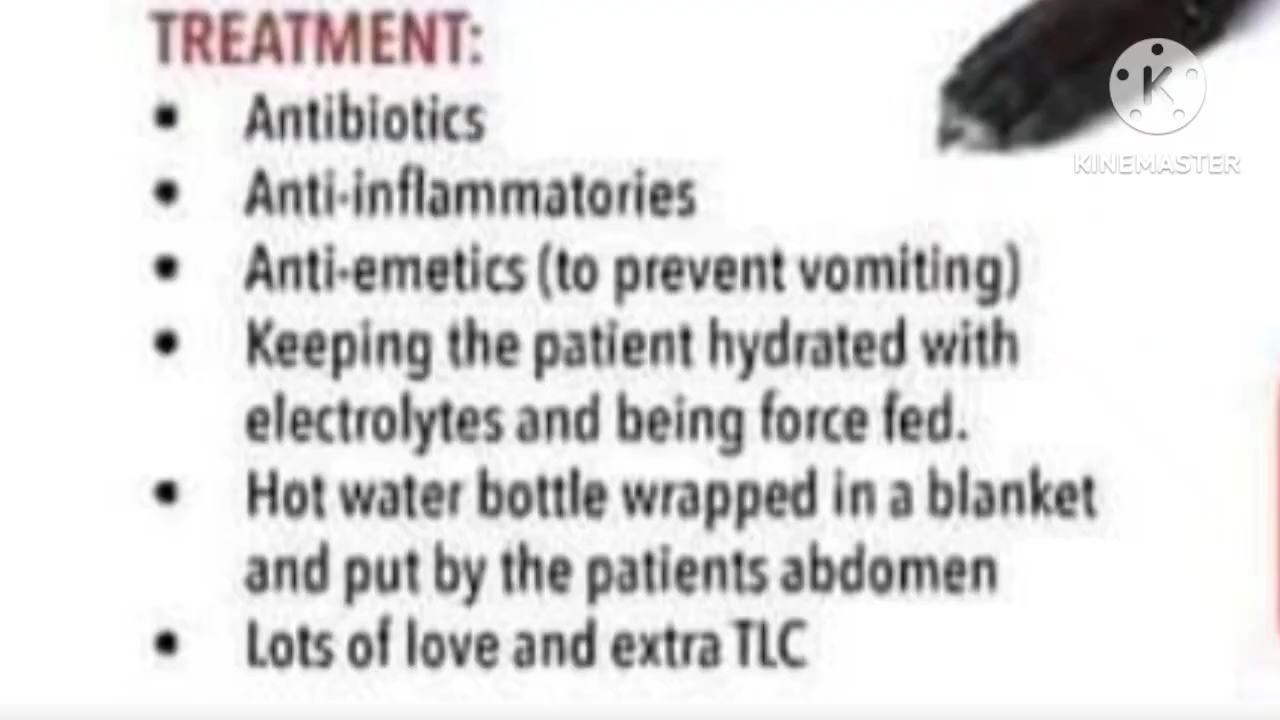 TREATMENT:
• Antibiotics
• Anti-inflammatories
• Anti-emetics (to prevent vomiting)
• Keeping the patient hydrated with
electrolytes and being force fed.
• Hot water bottle wrapped in a blanket
and put by the patients abdomen
• Lots of love and extra TLC
K
KINEMASTER